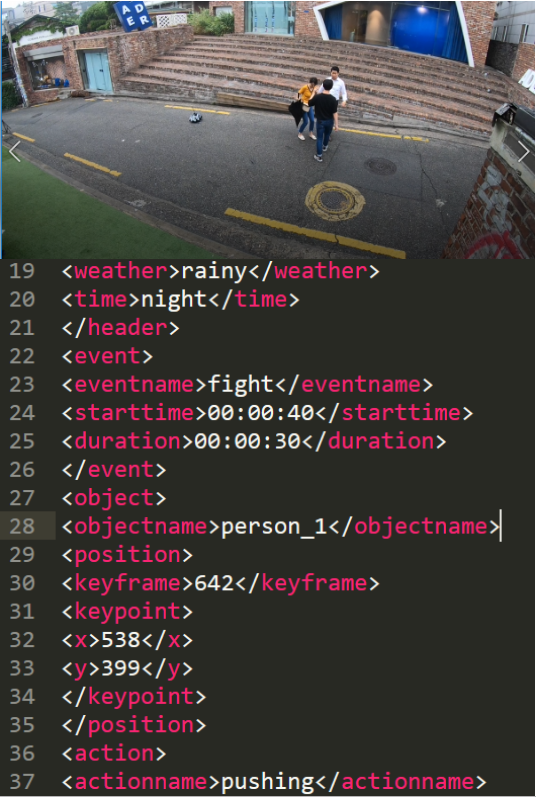 AD
ER
19 <weather>rainy</weather>
20 <time>night</time>
21 </header>
22 <event>
23 <eventname>fight</eventname>
24 <starttime>00:00:40</starttime>
25 <duration>00:00:30</duration>
26 </event>
27 <object>
28 <objectname>person_1</objectname>
29 <position>
30 <keyframe>642</keyframe>
31 <keypoint>
32 <x>538</x>
33 <y>399</y>
34 </keypoint>
35 </position>
36 <action>
37 <actionname>pushing</actionname>